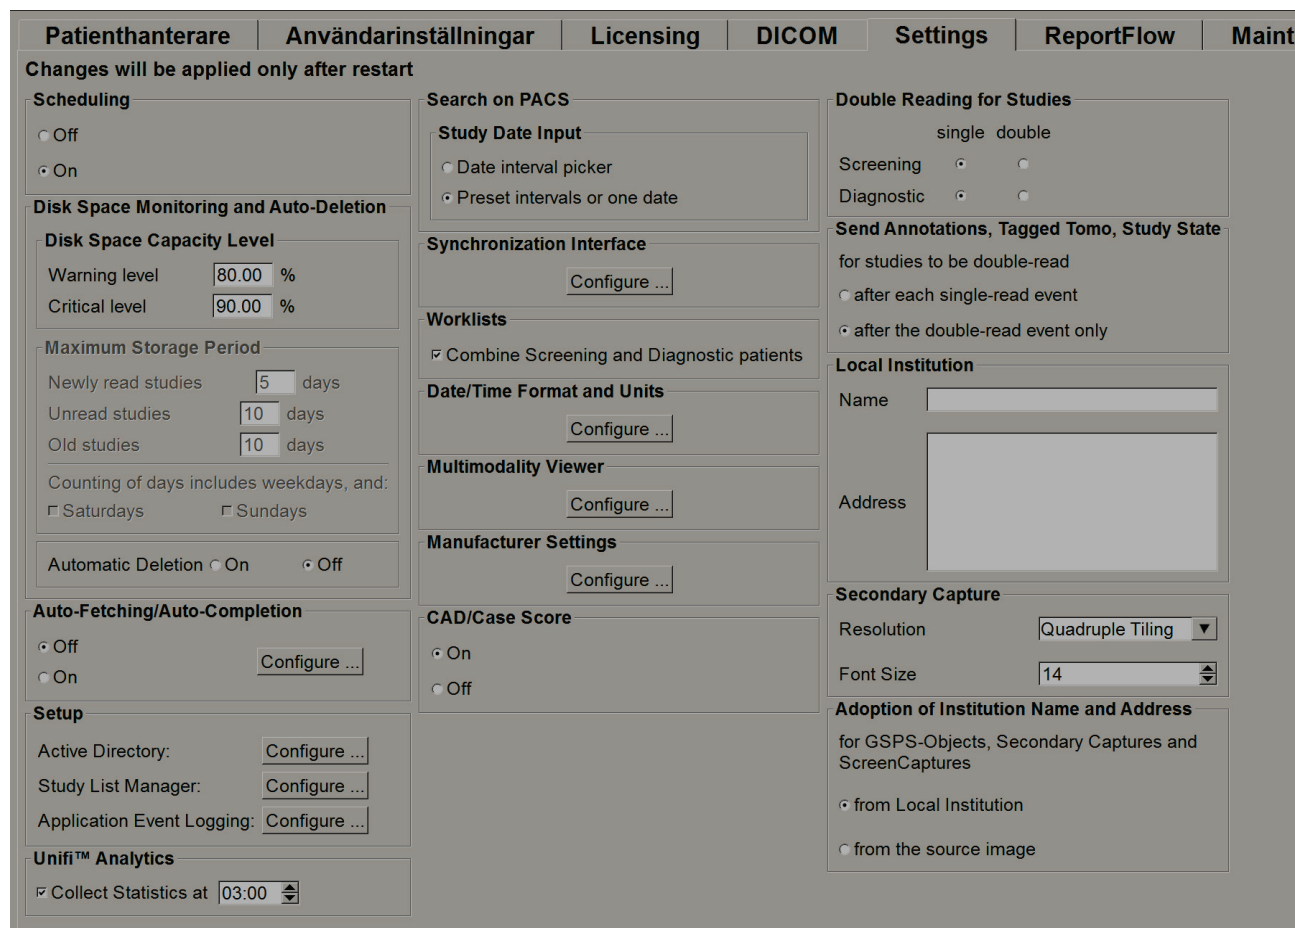 Patienthanterare Användarinställningar Licensing DICOM Settings ReportFlow Maint
Changes will be applied only after restart
Scheduling
Off
On
Disk Space Monitoring and Auto-Deletion
Disk Space Capacity Level
Warning level 80.00 %
Critical level 90.00 %
Maximum Storage Period
Newly read studies 5 days
Unread studies 10 days
Old studies 10 days
Counting of days includes weekdays, and:
Saturdays Sundays
Automatic Deletion On Off
Auto-Fetching/Auto-Completion
Off
On
Configure ...
Setup
Active Directory: Configure ...
Study List Manager: Configure ...
Application Event Logging: Configure ...
Unifi™ Analytics
Collect Statistics at 03:00
Search on PACS
Study Date Input
Date interval picker
Preset intervals or one date
Synchronization Interface
Configure ...
Worklists
Combine Screening and Diagnostic patients
Date/Time Format and Units
Configure ...
Multimodality Viewer
Configure ...
Manufacturer Settings
Configure ...
CAD/Case Score
On
Off
Double Reading for Studies
single double
Screening
Diagnostic
Send Annotations, Tagged Tomo, Study State
for studies to be double-read
after each single-read event
after the double-read event only
Local Institution
Name
Address
Secondary Capture
Resolution Quadruple Tiling
Font Size 14
Adoption of Institution Name and Address
for GSPS-Objects, Secondary Captures and
ScreenCaptures
from Local Institution
from the source image